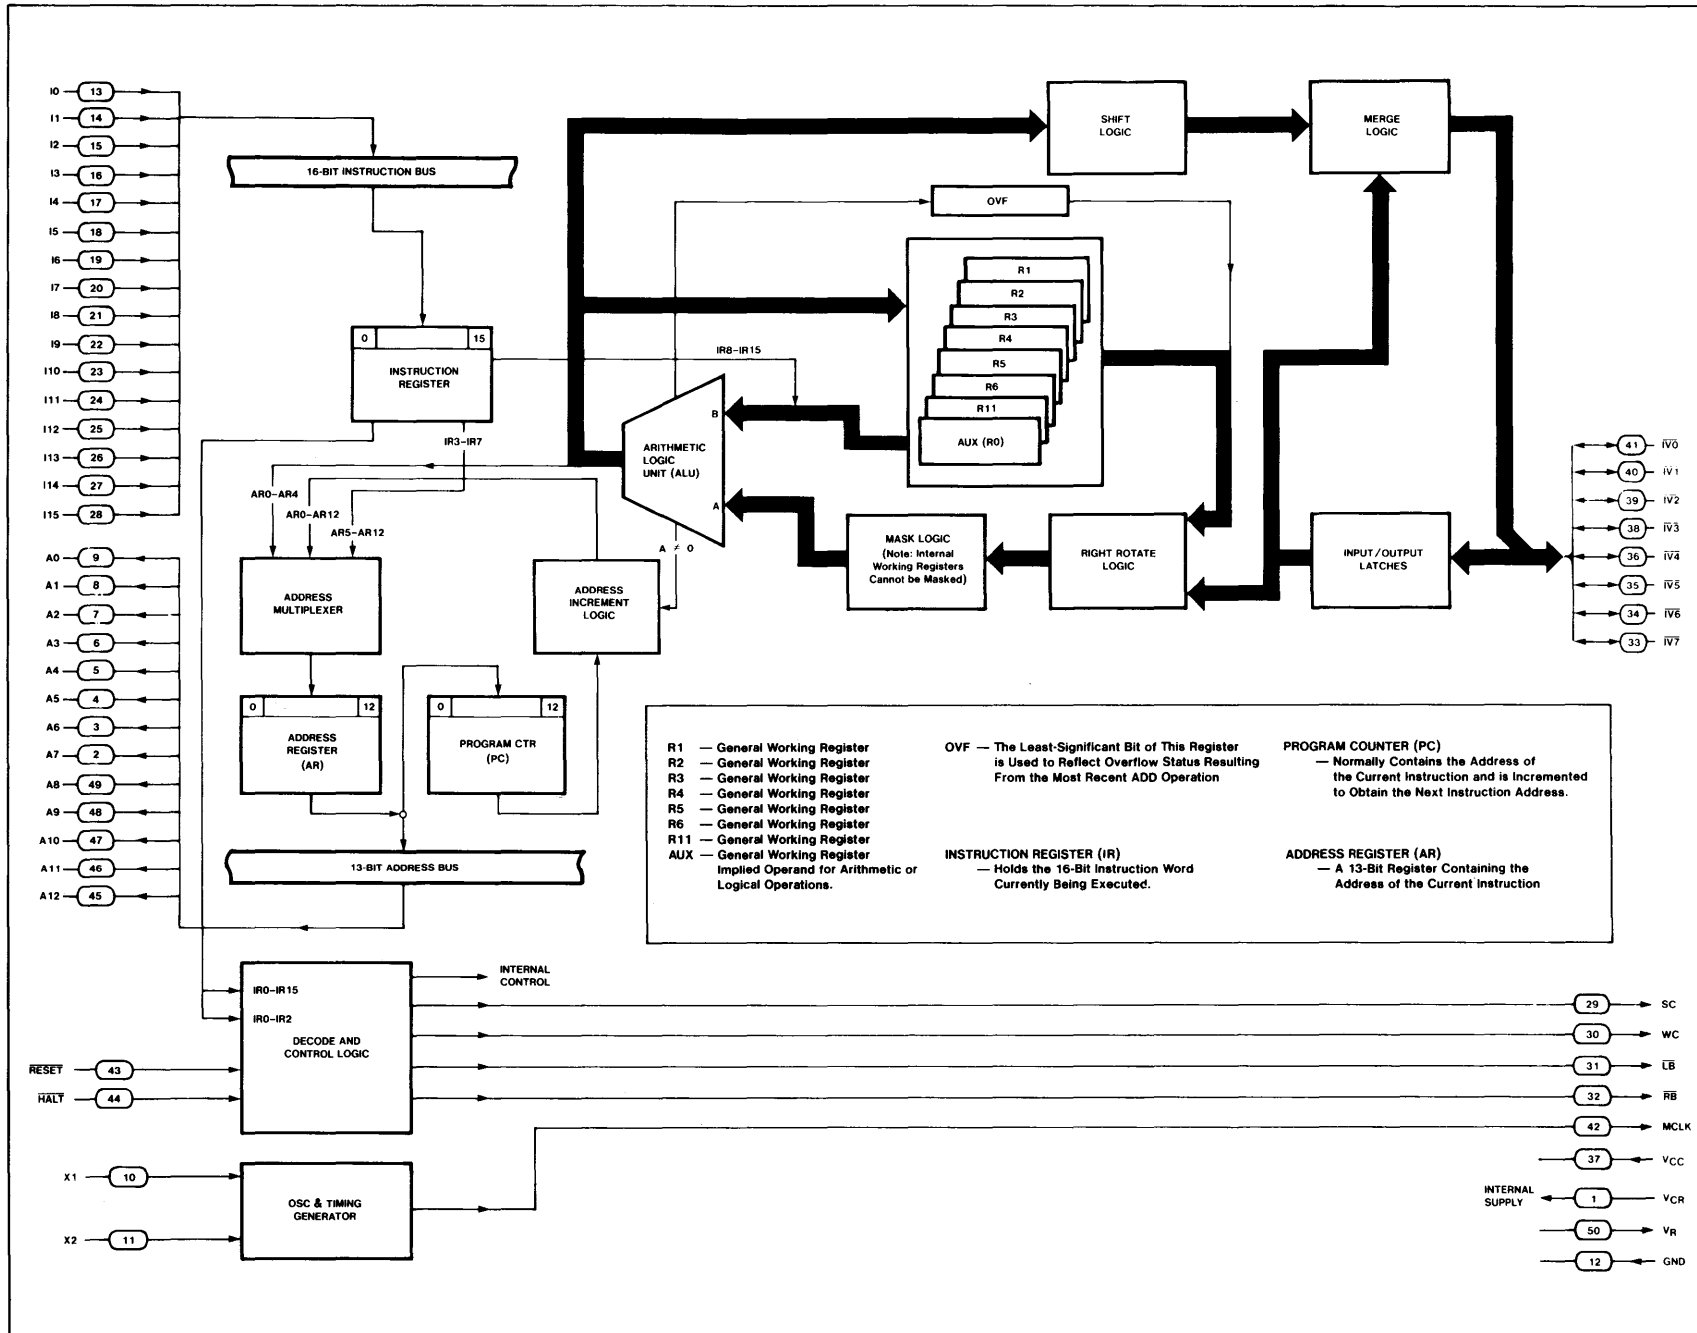 I0 13
I1 14
I2 15
I3 16
I4 17
I5 18
I6 19
I7 20
I8 21
I9 22
I10 23
I11 24
I12 25
I13 26
I14 27
I15 28
A0 9
A1 8
A2 7
A3 6
A4 5
A5 4
A6 3
A7 2
A8 49
A9 48
A10 47
A11 46
A12 45
16-BIT INSTRUCTION BUS
0 15
INSTRUCTION
REGISTER
IR8–IR15
IR3–IR7
AR0–AR4
AR0–AR12
AR5–AR12
ADDRESS
MULTIPLEXER
0 12
ADDRESS
REGISTER
(AR)
0 12
PROGRAM CTR
(PC)
ADDRESS
INCREMENT
LOGIC
A ≠ 0
13-BIT ADDRESS BUS
ARITHMETIC
LOGIC
UNIT (ALU)
B
A
SHIFT
LOGIC
MERGE
LOGIC
OVF
R1
R2
R3
R4
R5
R6
R11
AUX (R0)
MASK LOGIC
(Note: Internal
Working Registers
Cannot be Masked)
RIGHT ROTATE
LOGIC
INPUT/OUTPUT
LATCHES
41 I̅V̅0̅
40 I̅V̅1̅
39 I̅V̅2̅
38 I̅V̅3̅
36 I̅V̅4̅
35 I̅V̅5̅
34 I̅V̅6̅
33 I̅V̅7̅
R1 — General Working Register
R2 — General Working Register
R3 — General Working Register
R4 — General Working Register
R5 — General Working Register
R6 — General Working Register
R11 — General Working Register
AUX — General Working Register
Implied Operand for Arithmetic or
Logical Operations.
OVF — The Least-Significant Bit of This Register
is Used to Reflect Overflow Status Resulting
From the Most Recent ADD Operation
INSTRUCTION REGISTER (IR)
— Holds the 16-Bit Instruction Word
Currently Being Executed.
PROGRAM COUNTER (PC)
— Normally Contains the Address of
the Current Instruction and is Incremented
to Obtain the Next Instruction Address.
ADDRESS REGISTER (AR)
— A 13-Bit Register Containing the
Address of the Current Instruction
IR0–IR15
IR0–IR2
DECODE AND
CONTROL LOGIC
INTERNAL
CONTROL
R̅E̅S̅E̅T̅ 43
H̅A̅L̅T̅ 44
X1 10
X2 11
OSC & TIMING
GENERATOR
29 SC
30 WC
31 L̅B̅
32 R̅B̅
42 MCLK
37 VCC
INTERNAL
SUPPLY
1 VCR
50 VR
12 GND